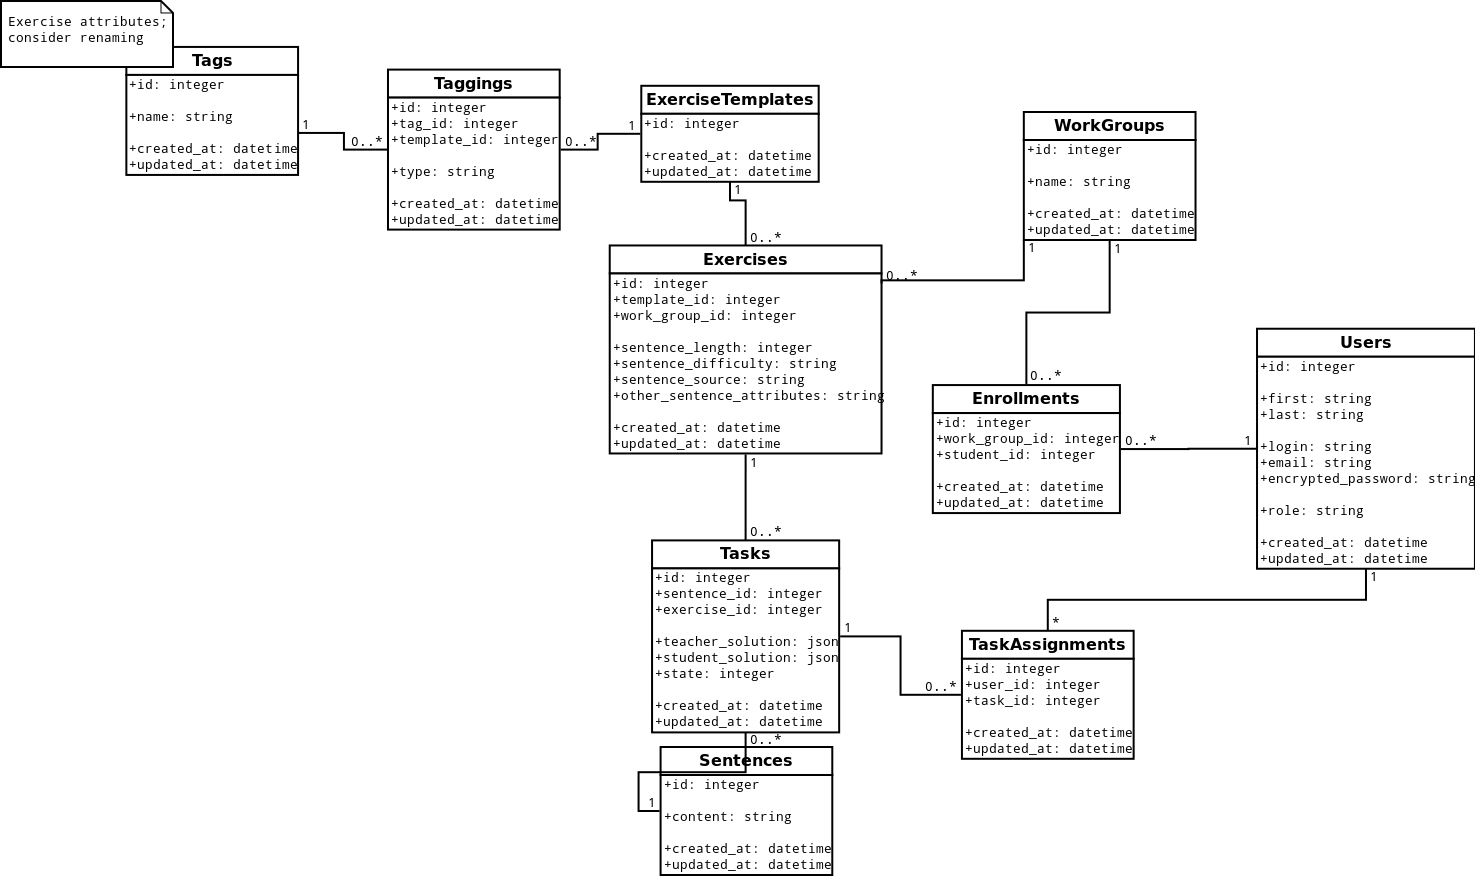 Exercise attributes;
consider renaming
Tags
+id: integer
+name: string
+created_at: datetime
+updated_at: datetime
1
0..*
Taggings
+id: integer
+tag_id: integer
+template_id: integer
+type: string
+created_at: datetime
+updated_at: datetime
0..*
1
ExerciseTemplates
+id: integer
+created_at: datetime
+updated_at: datetime
1
0..*
WorkGroups
+id: integer
+name: string
+created_at: datetime
+updated_at: datetime
1
1
Exercises
+id: integer
+template_id: integer
+work_group_id: integer
+sentence_length: integer
+sentence_difficulty: string
+sentence_source: string
+other_sentence_attributes: string
+created_at: datetime
+updated_at: datetime
0..*
1
0..*
0..*
Enrollments
+id: integer
+work_group_id: integer
+student_id: integer
+created_at: datetime
+updated_at: datetime
0..*
1
Users
+id: integer
+first: string
+last: string
+login: string
+email: string
+encrypted_password: string
+role: string
+created_at: datetime
+updated_at: datetime
1
*
Tasks
+id: integer
+sentence_id: integer
+exercise_id: integer
+teacher_solution: json
+student_solution: json
+state: integer
+created_at: datetime
+updated_at: datetime
1
0..*
TaskAssignments
+id: integer
+user_id: integer
+task_id: integer
+created_at: datetime
+updated_at: datetime
0..*
Sentences
+id: integer
1
+content: string
+created_at: datetime
+updated_at: datetime